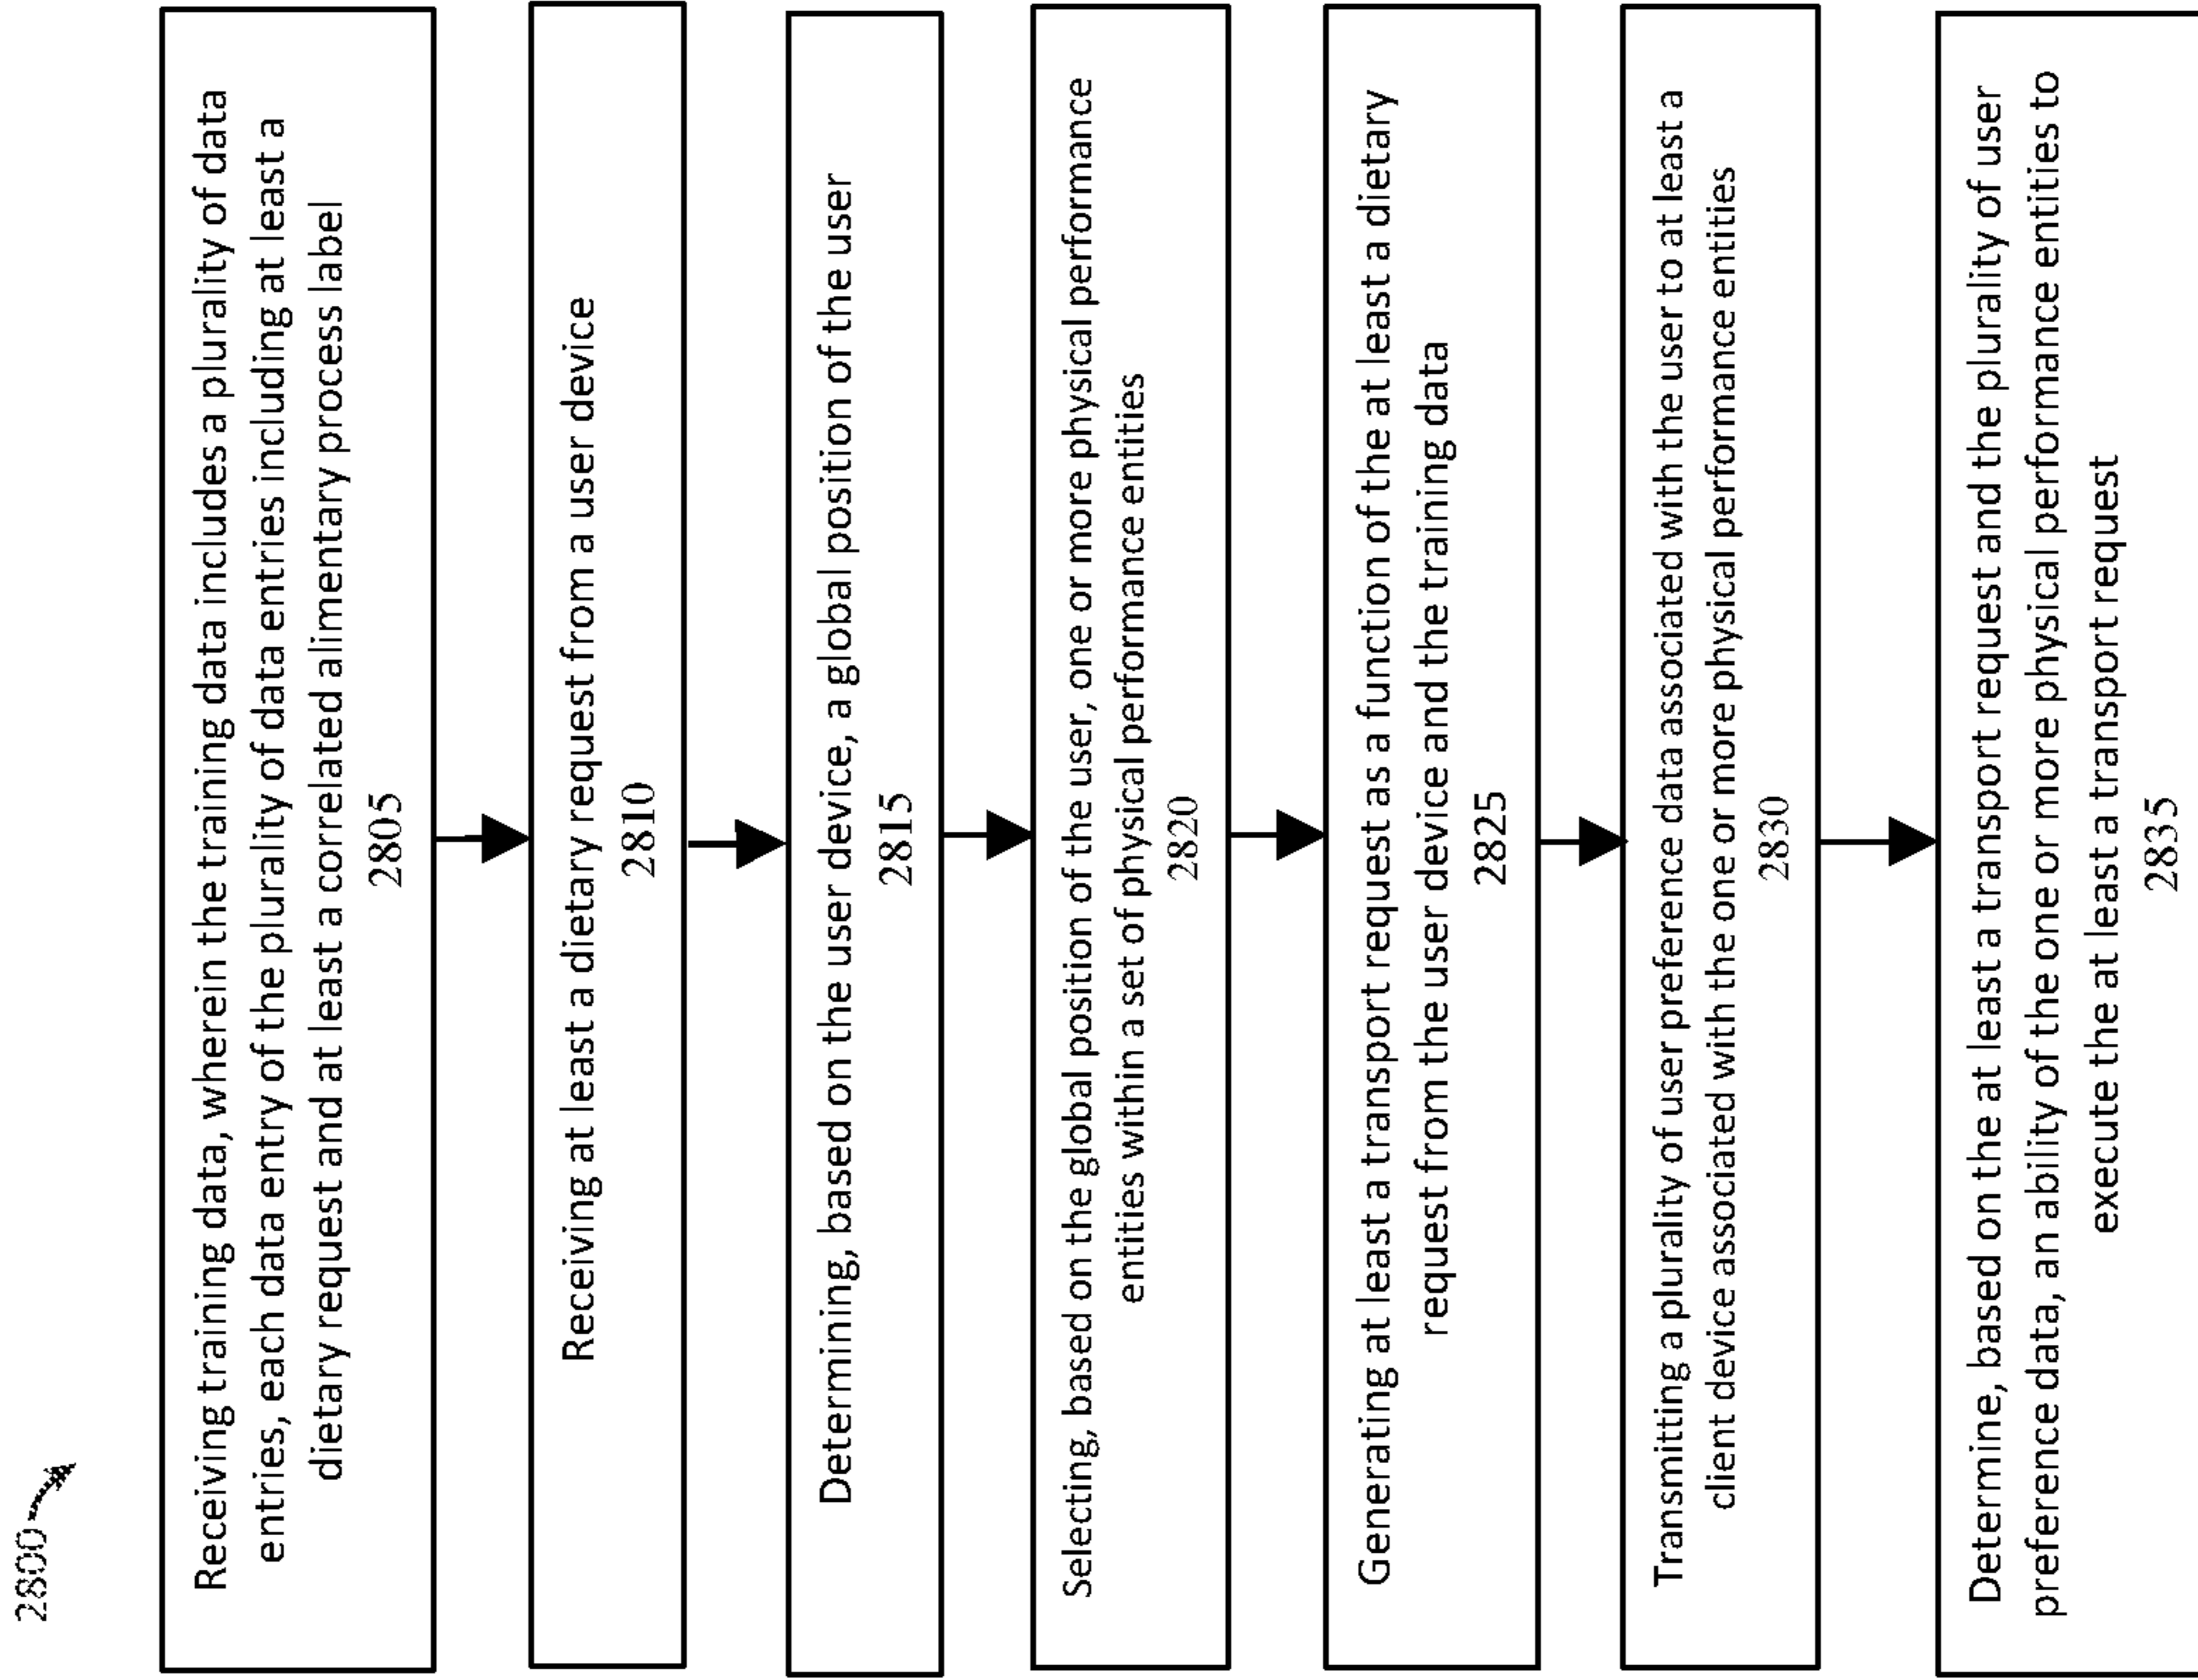 2800
Receiving training data, wherein the training data includes a plurality of data
entries, each data entry of the plurality of data entries including at least a
dietary request and at least a correlated alimentary process label
2805
Receiving at least a dietary request from a user device
2810
Determining, based on the user device, a global position of the user
2815
Selecting, based on the global position of the user, one or more physical performance
entities within a set of physical performance entities
2820
Generating at least a transport request as a function of the at least a dietary
request from the user device and the training data
2825
Transmitting a plurality of user preference data associated with the user to at least a
client device associated with the one or more physical performance entities
2830
Determine, based on the at least a transport request and the plurality of user
preference data, an ability of the one or more physical performance entities to
execute the at least a transport request
2835